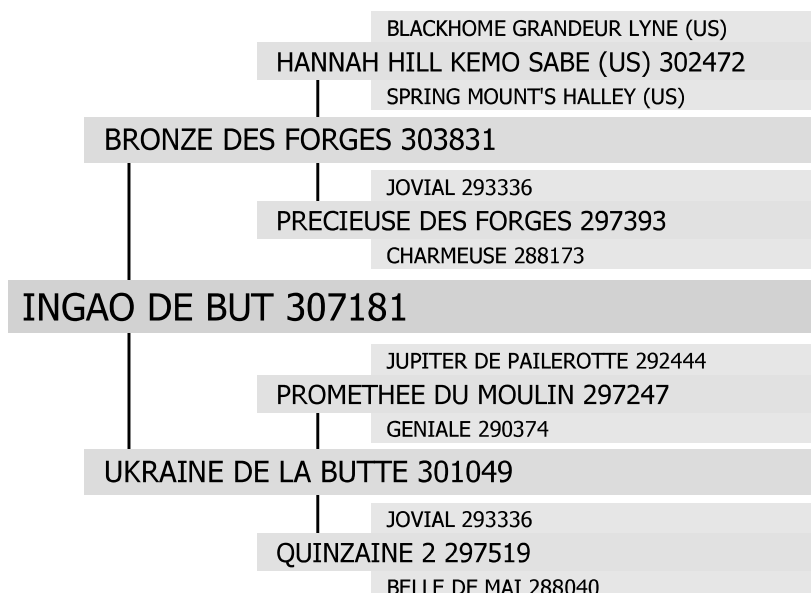 BLACKHOME GRANDEUR LYNE (US)
HANNAH HILL KEMO SABE (US) 302472
SPRING MOUNT'S HALLEY (US)
BRONZE DES FORGES 303831
JOVIAL 293336
PRECIEUSE DES FORGES 297393
CHARMEUSE 288173
INGAO DE BUT 307181
JUPITER DE PAILEROTTE 292444
PROMETHEE DU MOULIN 297247
GENIALE 290374
UKRAINE DE LA BUTTE 301049
JOVIAL 293336
QUINZAINE 2 297519
BELLE DE MAI 288040